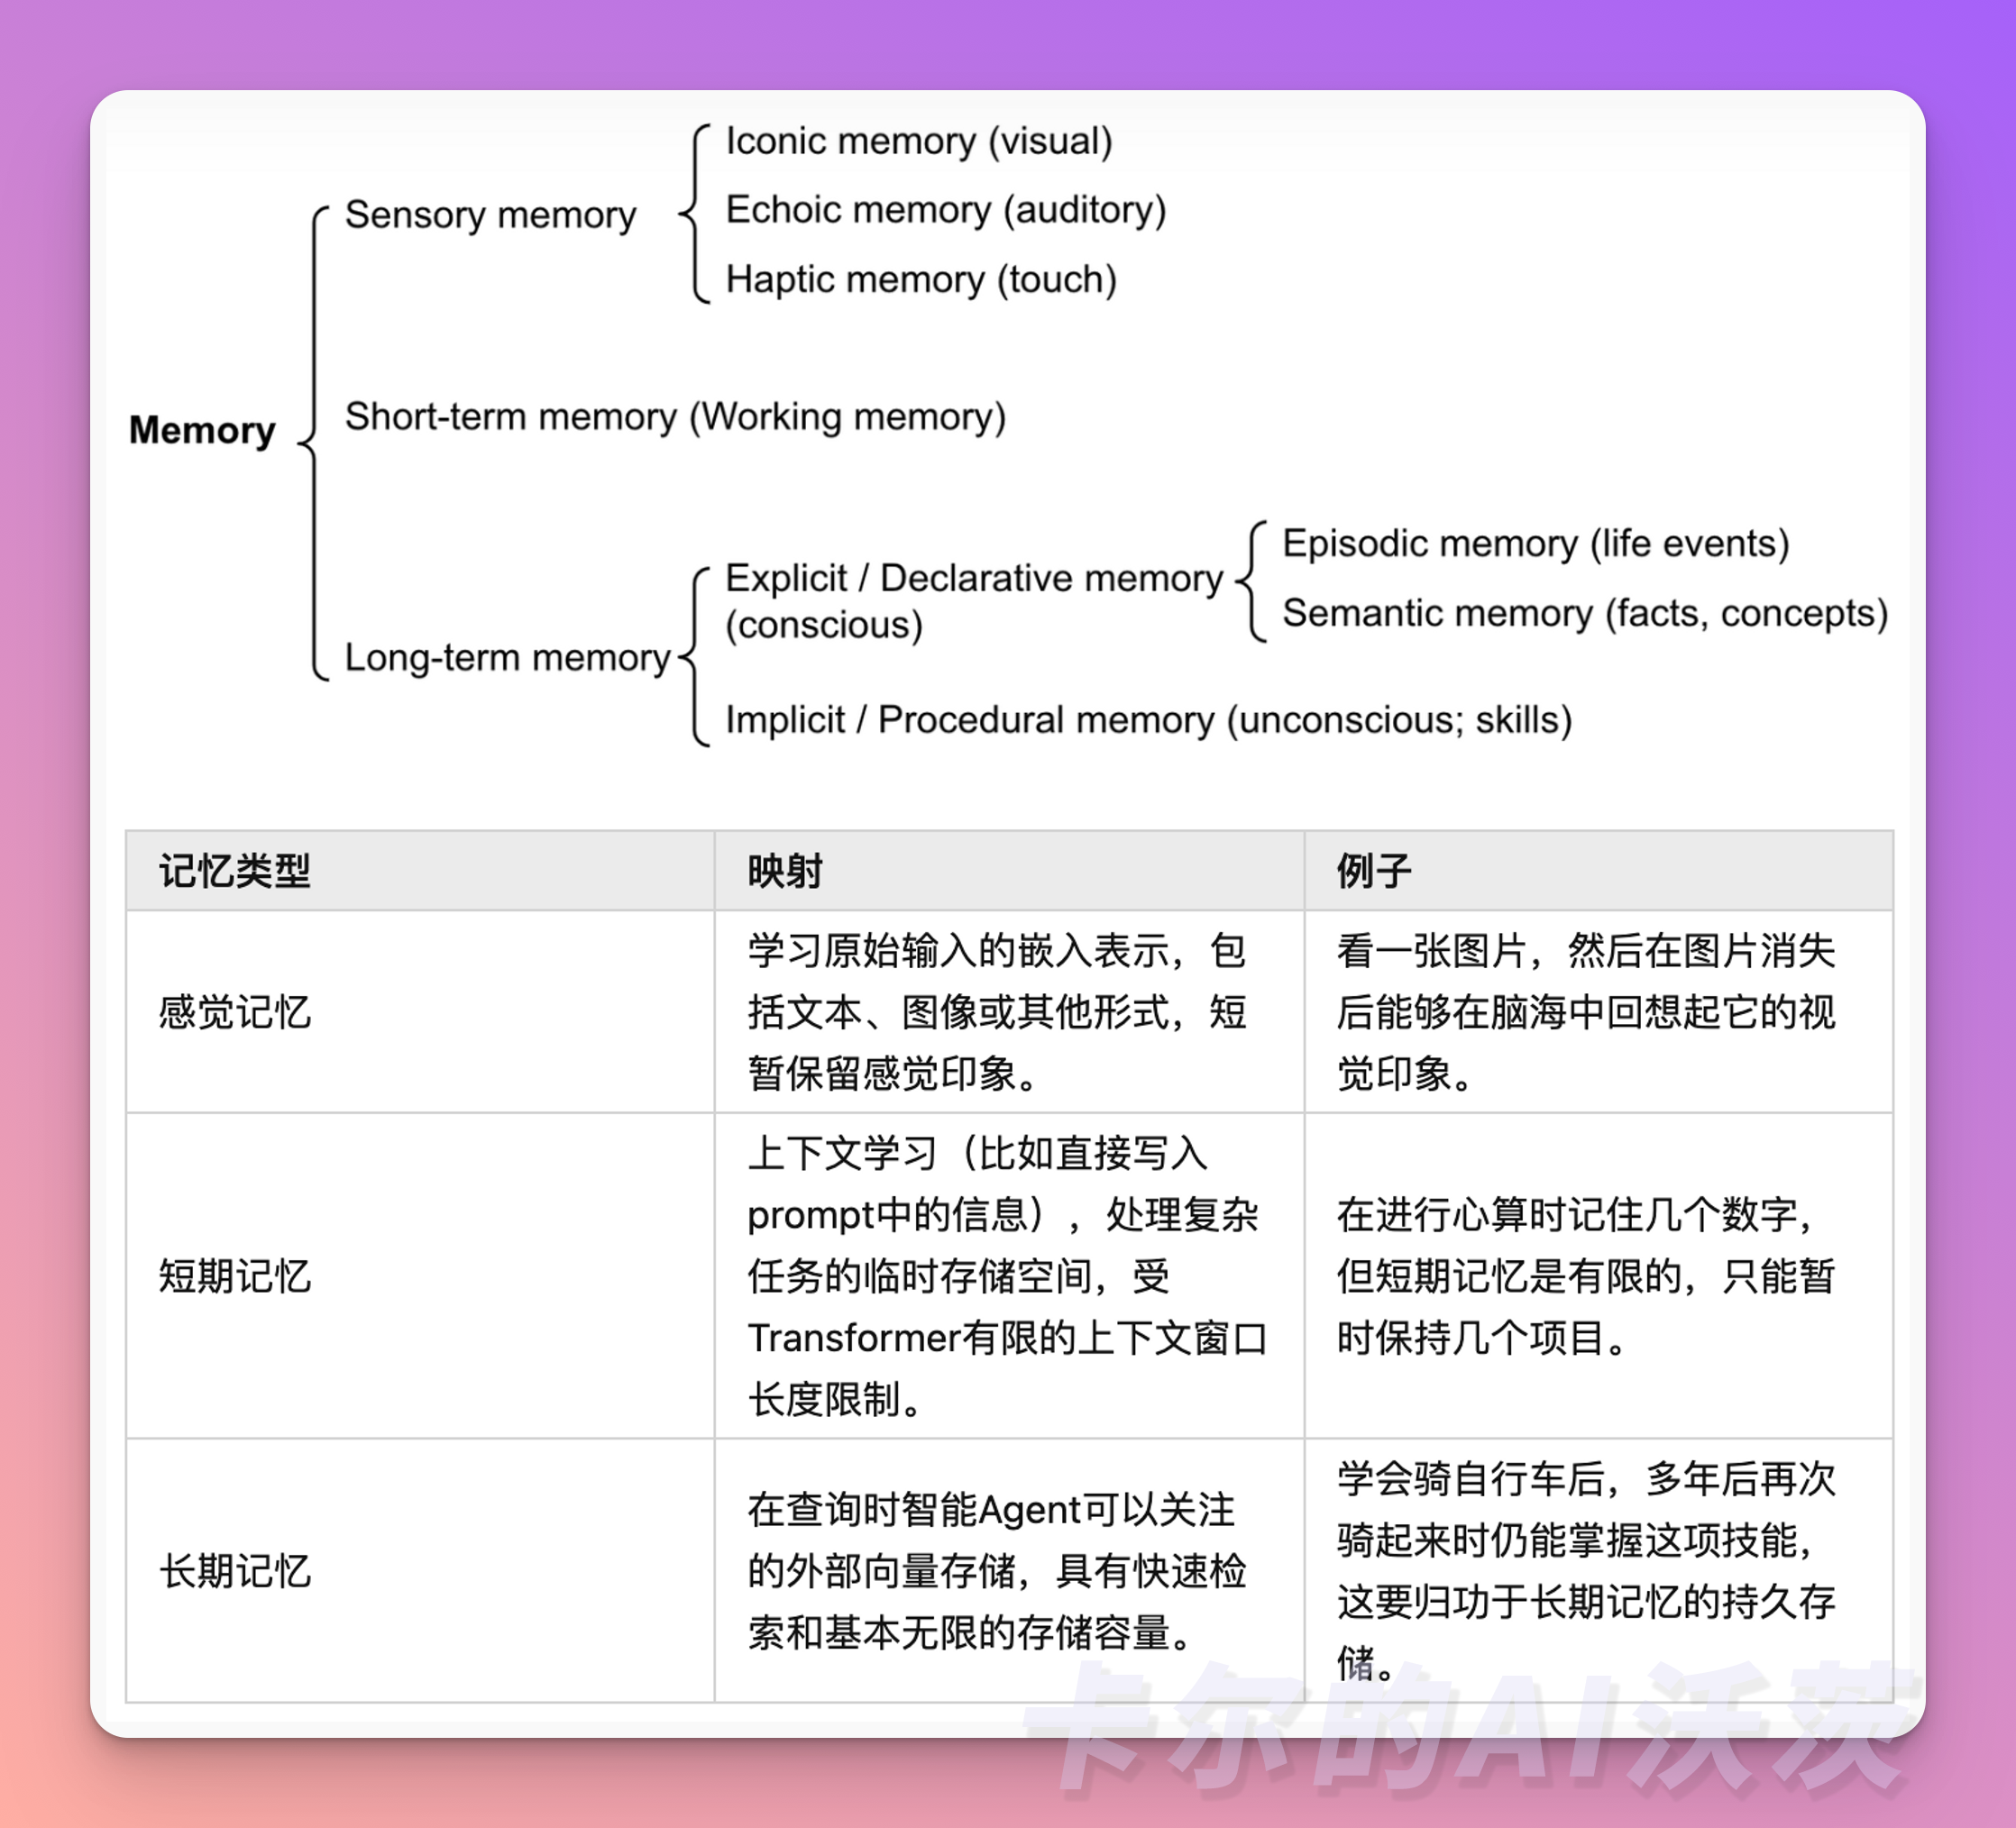 Iconic memory (visual)
Sensory memory
Echoic memory (auditory)
Haptic memory (touch)
Memory
Short-term memory (Working memory)
Long-term memory
Explicit / Declarative memory
(conscious)
Episodic memory (life events)
Semantic memory (facts, concepts)
Implicit / Procedural memory (unconscious; skills)
记忆类型
映射
例子
感觉记忆
学习原始输入的嵌入表示，包
括文本、图像或其他形式，短
暂保留感觉印象。
看一张图片，然后在图片消失
后能够在脑海中回想起它的视
觉印象。
短期记忆
上下文学习（比如直接写入
prompt中的信息），处理复杂
任务的临时存储空间，受
Transformer有限的上下文窗口
长度限制。
在进行心算时记住几个数字，
但短期记忆是有限的，只能暂
时保持几个项目。
长期记忆
在查询时智能Agent可以关注
的外部向量存储，具有快速检
索和基本无限的存储容量。
学会骑自行车后，多年后再次
骑起来时仍能掌握这项技能，
这要归功于长期记忆的持久存
储。
卡尔的AI沃茨